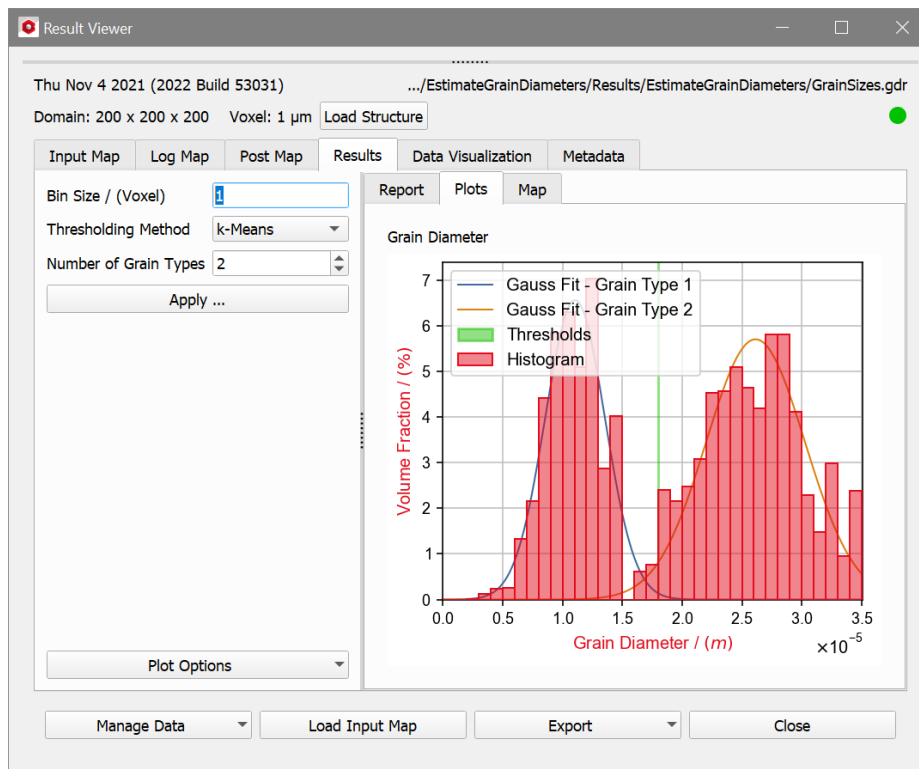 Result Viewer
Thu Nov 4 2021 (2022 Build 53031) .../EstimateGrainDiameters/Results/EstimateGrainDiameters/GrainSizes.gdr
Domain: 200 x 200 x 200 Voxel: 1 µm Load Structure
Input Map Log Map Post Map Results Data Visualization Metadata
Bin Size / (Voxel) 1
Thresholding Method k-Means
Number of Grain Types 2
Apply ...
Plot Options
Report Plots Map
Grain Diameter
Gauss Fit - Grain Type 1
Gauss Fit - Grain Type 2
Thresholds
Histogram
Volume Fraction / (%)
7
6
5
4
3
2
1
0
0.0 0.5 1.0 1.5 2.0 2.5 3.0 3.5
Grain Diameter / (m) ×10⁻⁵
Manage Data Load Input Map Export Close